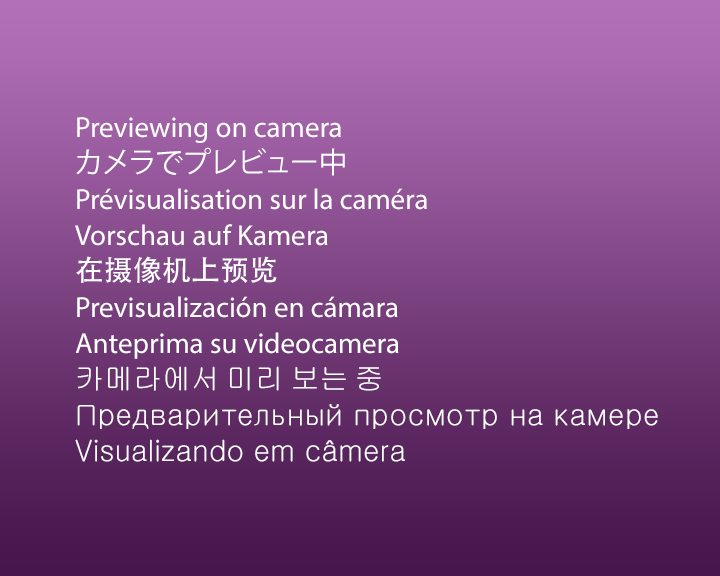 Previewing on camera
カメラでプレビュー中
Prévisualisation sur la caméra
Vorschau auf Kamera
在摄像机上预览
Previsualización en cámara
Anteprima su videocamera
카메라에서 미리 보는 중
Предварительный просмотр на камере
Visualizando em câmera